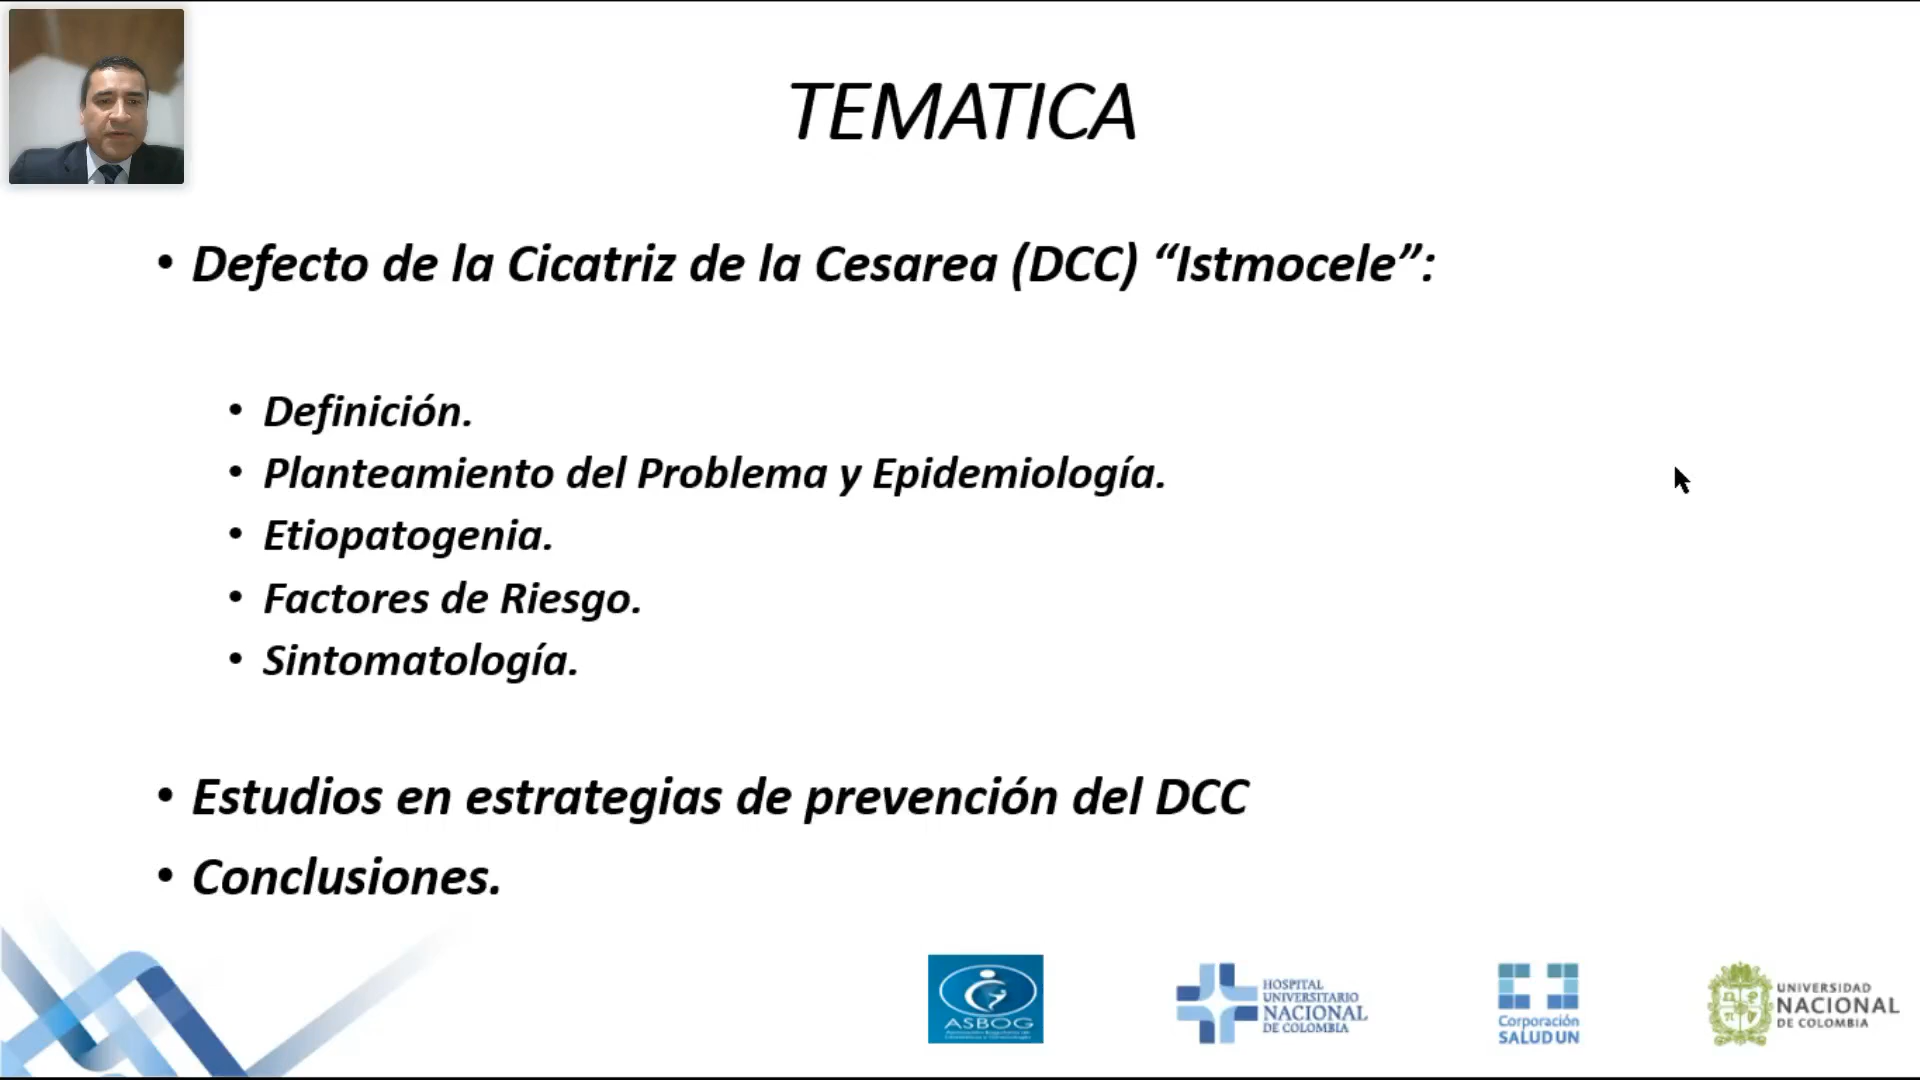 TEMATICA
• Defecto de la Cicatriz de la Cesarea (DCC) “Istmocele”:
• Definición.
• Planteamiento del Problema y Epidemiología.
• Etiopatogenia.
• Factores de Riesgo.
• Sintomatología.
• Estudios en estrategias de prevención del DCC
• Conclusiones.
ASBOG
HOSPITAL
UNIVERSITARIO
NACIONAL
DE COLOMBIA
Corporación
SALUD UN
UNIVERSIDAD
NACIONAL
DE COLOMBIA